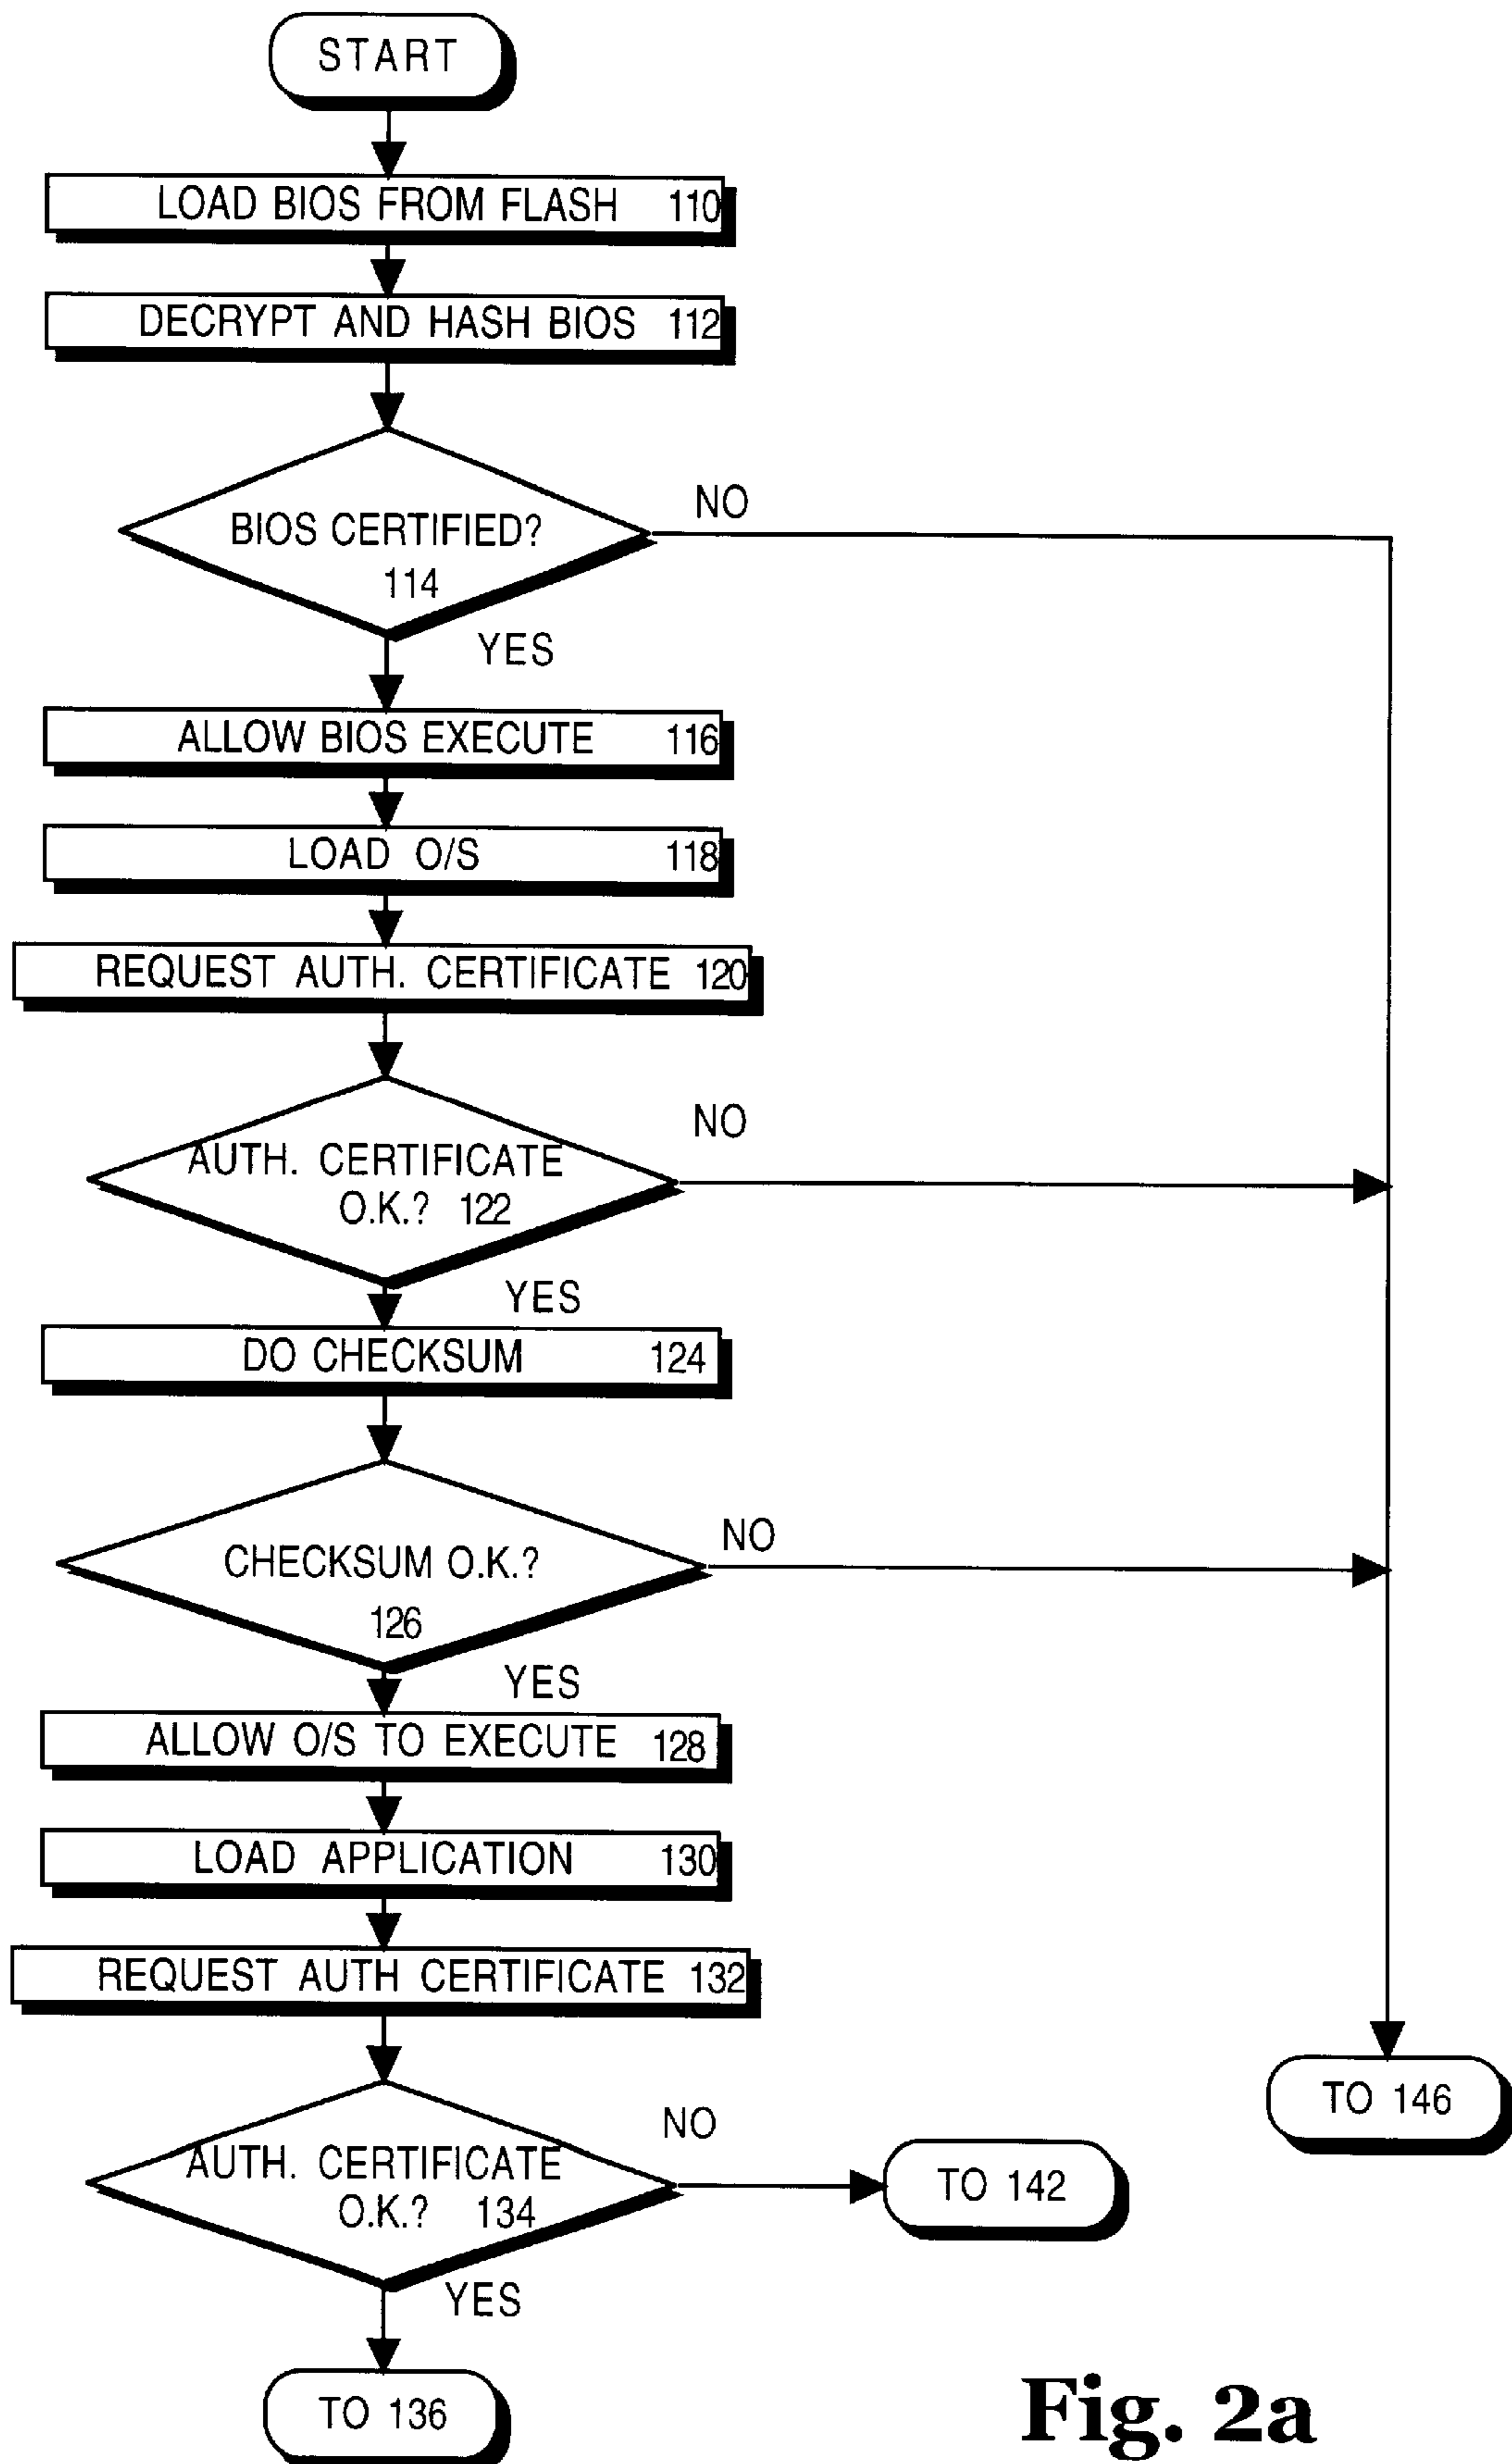 START
LOAD BIOS FROM FLASH 110
DECRYPT AND HASH BIOS 112
BIOS CERTIFIED?
114
NO
YES
ALLOW BIOS EXECUTE 116
LOAD O/S 118
REQUEST AUTH. CERTIFICATE 120
AUTH. CERTIFICATE
O.K.? 122
NO
YES
DO CHECKSUM 124
CHECKSUM O.K.?
126
NO
YES
ALLOW O/S TO EXECUTE 128
LOAD APPLICATION 130
REQUEST AUTH CERTIFICATE 132
AUTH. CERTIFICATE
O.K.? 134
NO
YES
TO 146
TO 142
TO 136
Fig. 2a